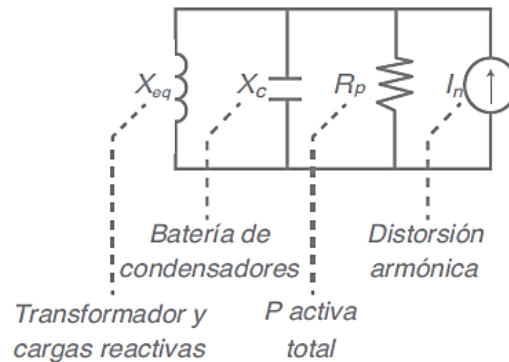 Xeq Xc Rp In
Batería de
condensadores
Distorsión
armónica
Transformador y
cargas reactivas
P activa
total